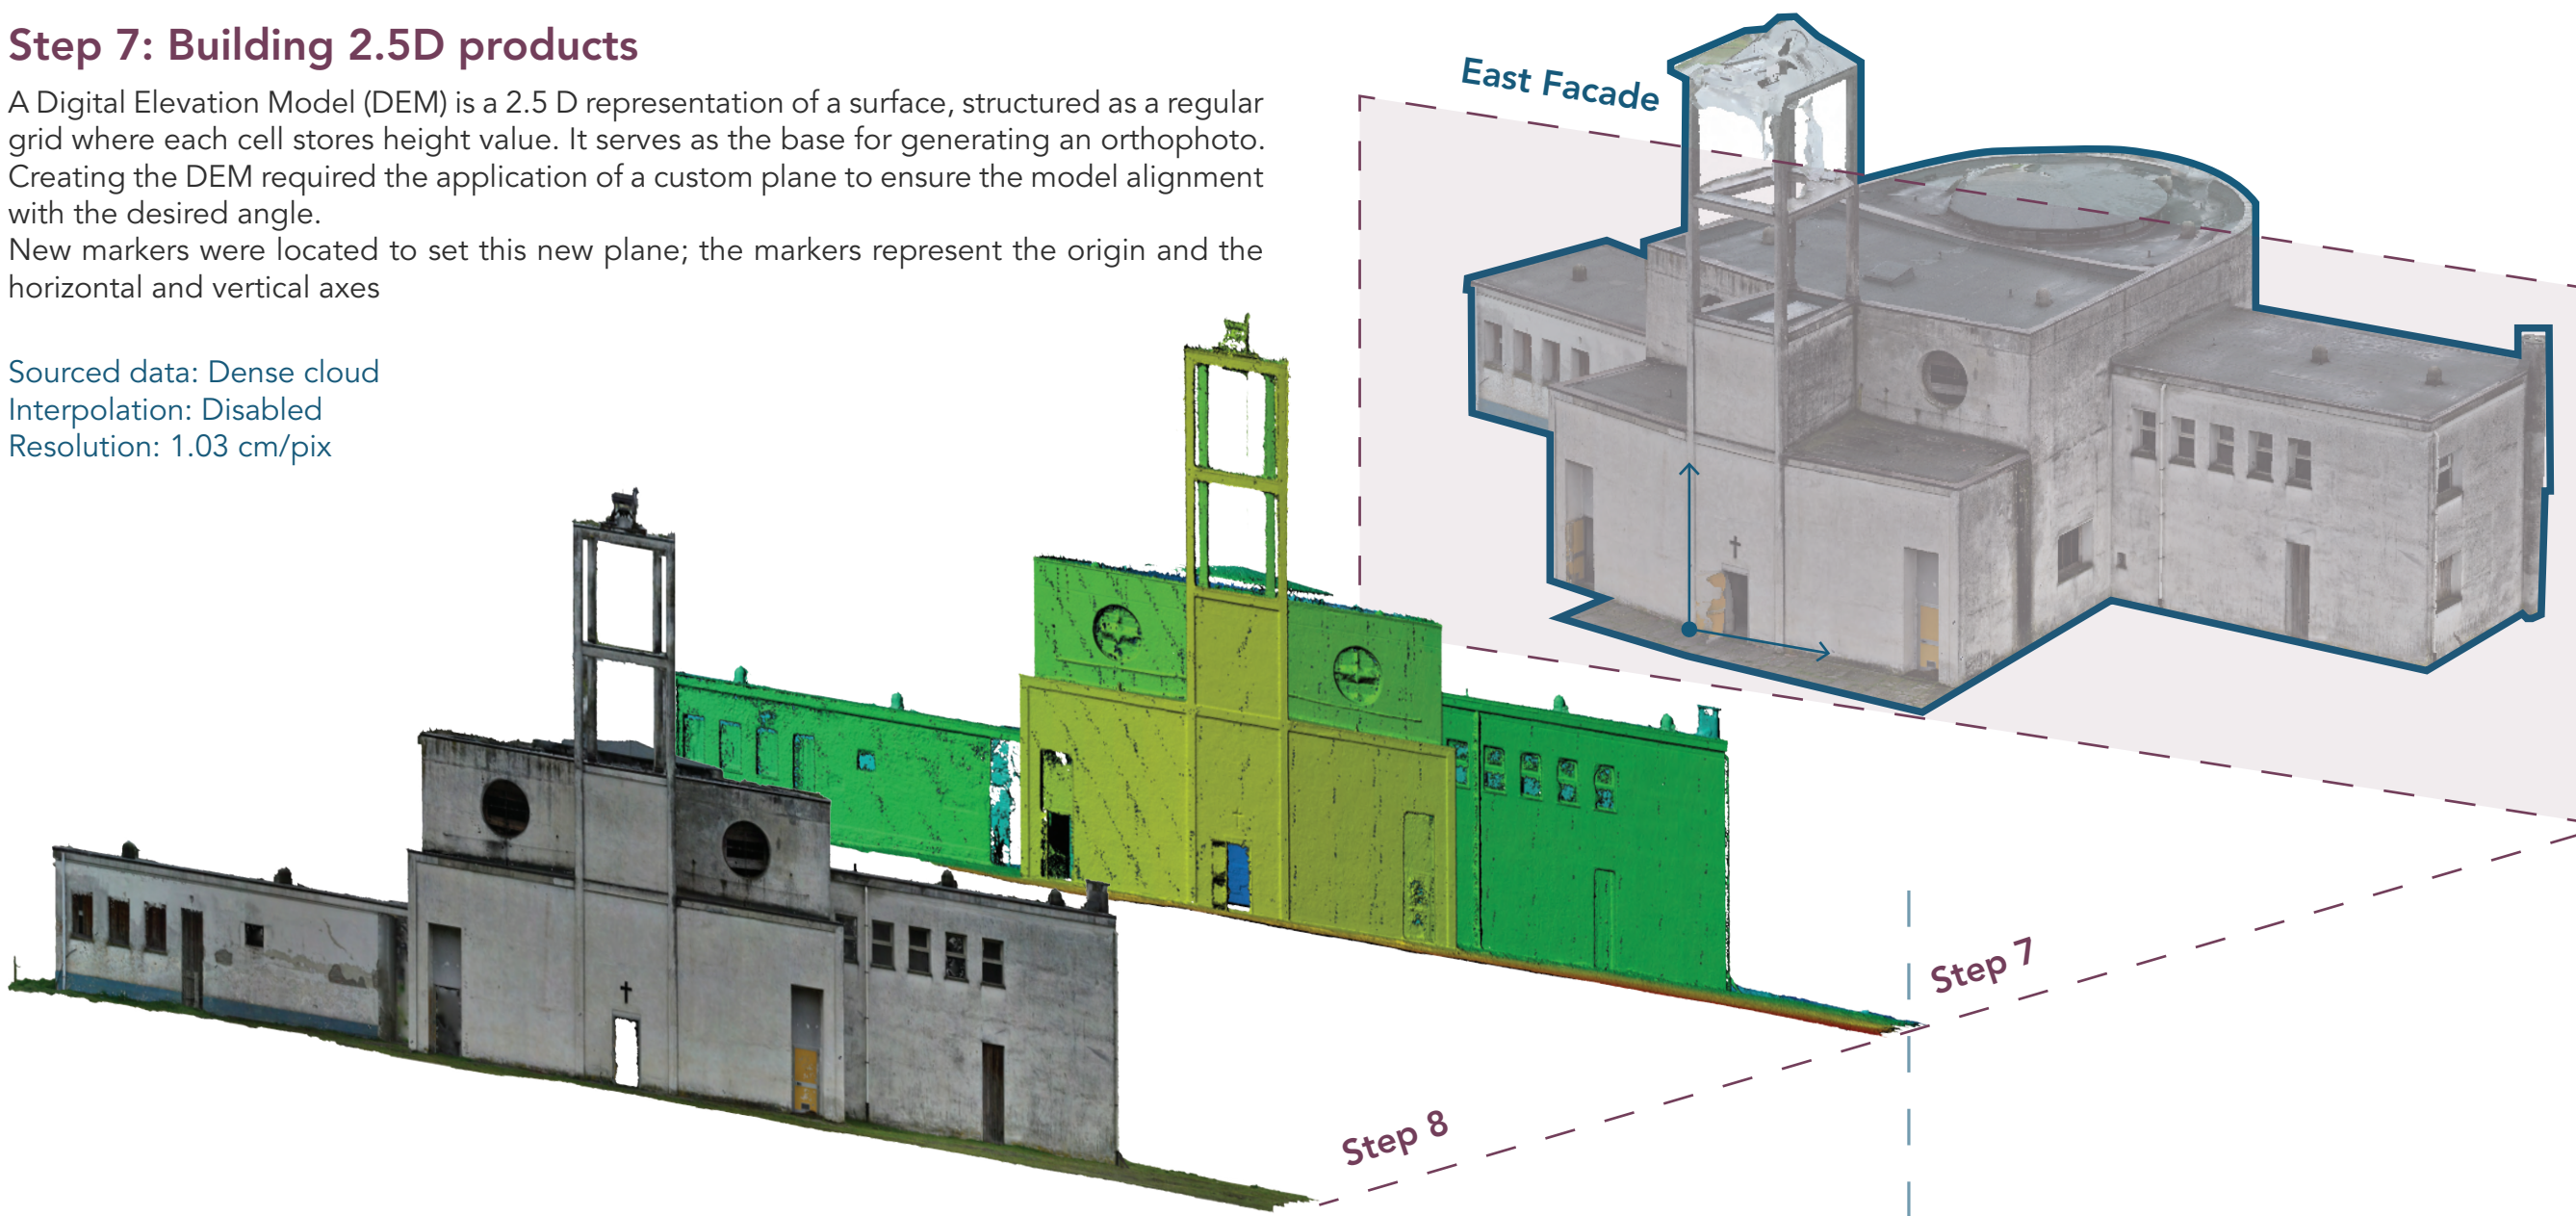 Step 7: Building 2.5D products
A Digital Elevation Model (DEM) is a 2.5 D representation of a surface, structured as a regular
grid where each cell stores height value. It serves as the base for generating an orthophoto.
Creating the DEM required the application of a custom plane to ensure the model alignment
with the desired angle.
New markers were located to set this new plane; the markers represent the origin and the
horizontal and vertical axes
Sourced data: Dense cloud
Interpolation: Disabled
Resolution: 1.03 cm/pix
East Facade
Step 7
Step 8